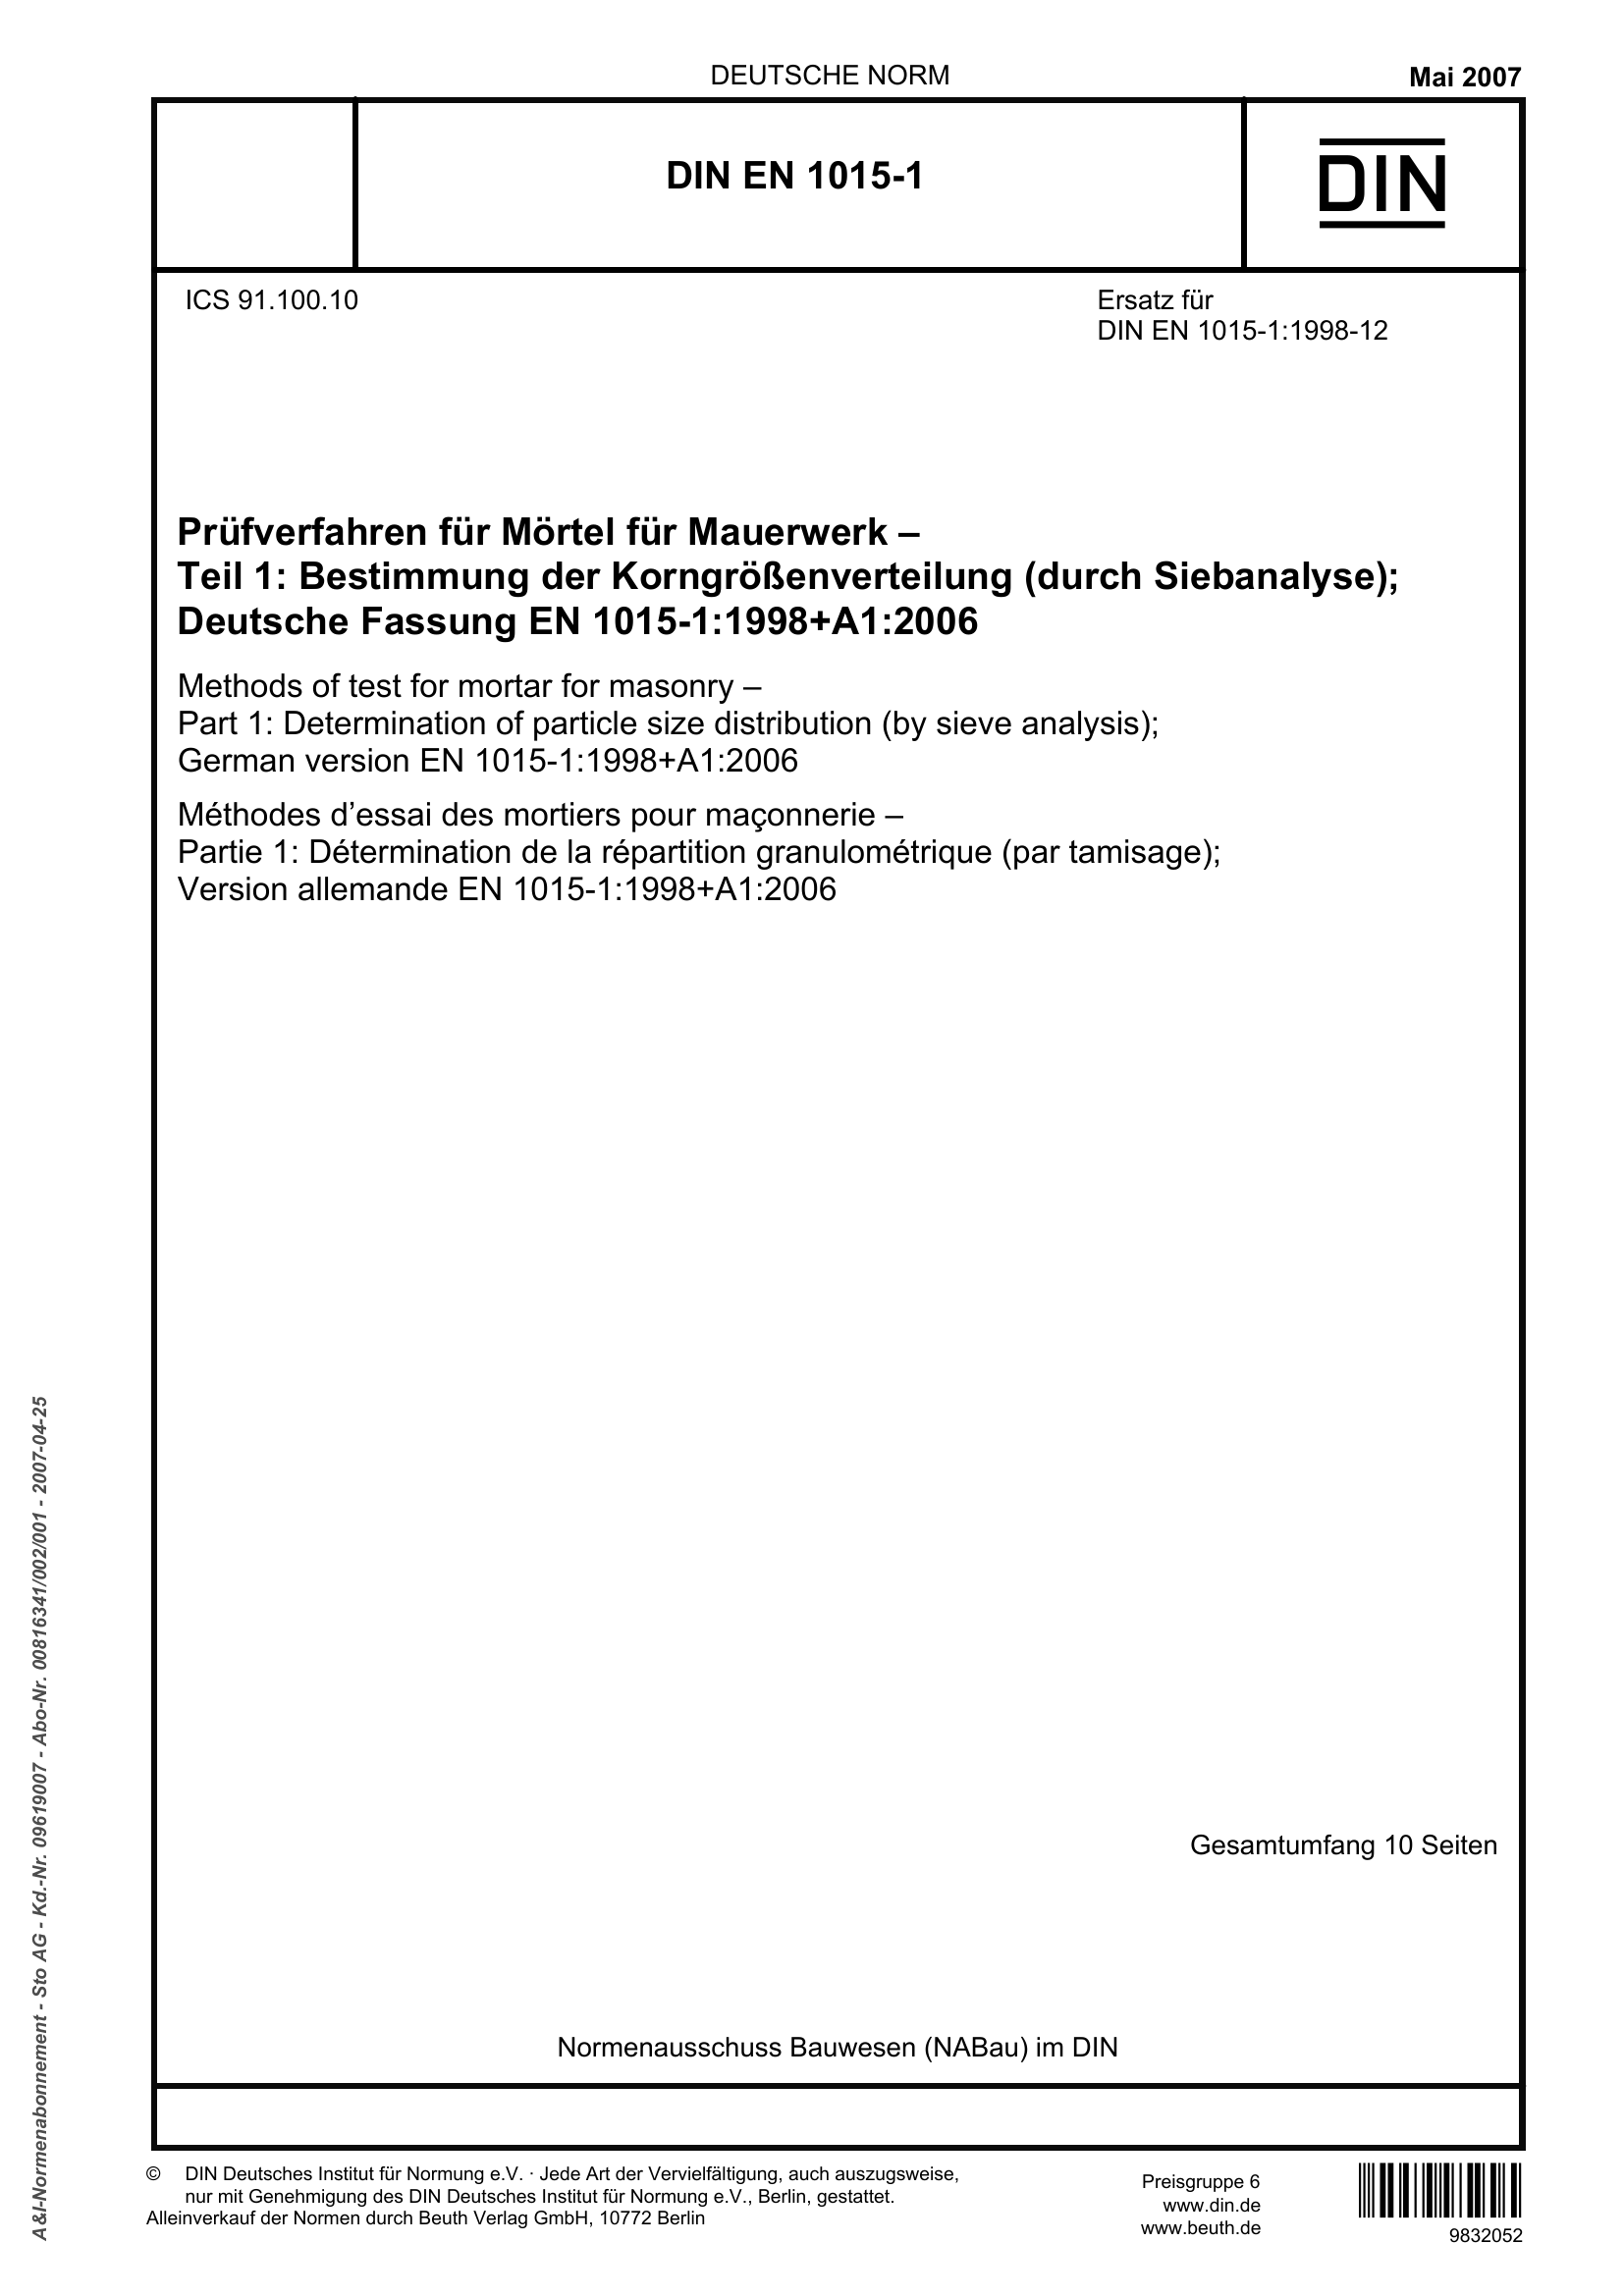 DEUTSCHE NORM
Mai 2007
DIN EN 1015-1
DIN
ICS 91.100.10
Ersatz für
DIN EN 1015-1:1998-12
Prüfverfahren für Mörtel für Mauerwerk –
Teil 1: Bestimmung der Korngrößenverteilung (durch Siebanalyse);
Deutsche Fassung EN 1015-1:1998+A1:2006
Methods of test for mortar for masonry –
Part 1: Determination of particle size distribution (by sieve analysis);
German version EN 1015-1:1998+A1:2006
Méthodes d’essai des mortiers pour maçonnerie –
Partie 1: Détermination de la répartition granulométrique (par tamisage);
Version allemande EN 1015-1:1998+A1:2006
A&I-Normenabonnement - Sto AG - Kd.-Nr. 09619007 - Abo-Nr. 00816341/002/001 - 2007-04-25
Gesamtumfang 10 Seiten
Normenausschuss Bauwesen (NABau) im DIN
© DIN Deutsches Institut für Normung e.V. · Jede Art der Vervielfältigung, auch auszugsweise,
nur mit Genehmigung des DIN Deutsches Institut für Normung e.V., Berlin, gestattet.
Alleinverkauf der Normen durch Beuth Verlag GmbH, 10772 Berlin
Preisgruppe 6
www.din.de
www.beuth.de
9832052